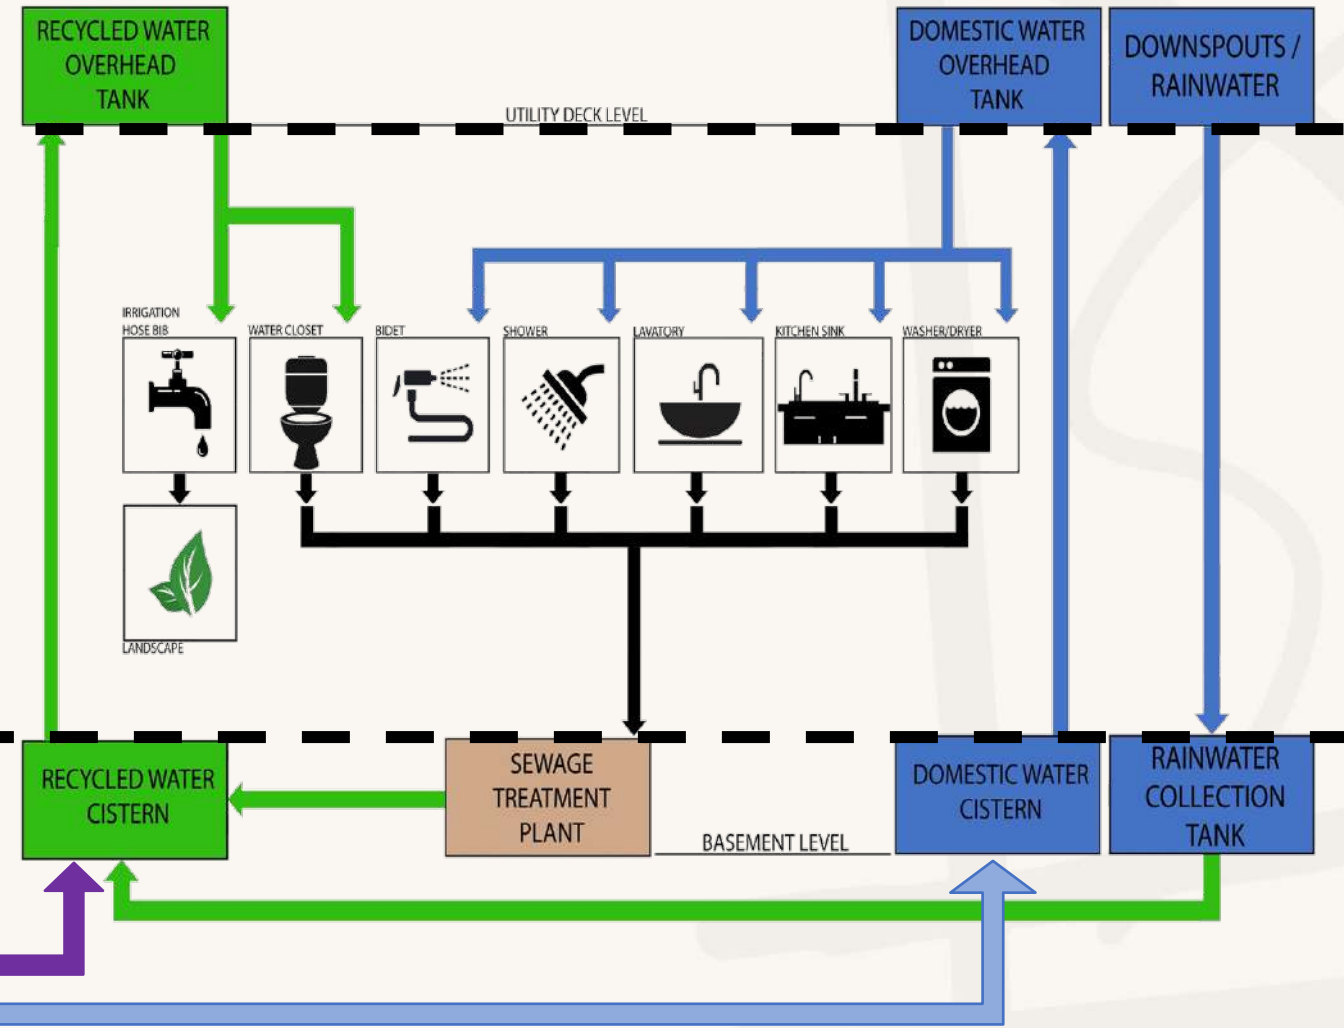 RECYCLED WATER
OVERHEAD
TANK
DOMESTIC WATER
OVERHEAD
TANK
DOWNSPOUTS /
RAINWATER
UTILITY DECK LEVEL
IRRIGATION
HOSE BIB
WATER CLOSET
BIDET
SHOWER
LAVATORY
KITCHEN SINK
WASHER/DRYER
LANDSCAPE
RECYCLED WATER
CISTERN
SEWAGE
TREATMENT
PLANT
BASEMENT LEVEL
DOMESTIC WATER
CISTERN
RAINWATER
COLLECTION
TANK